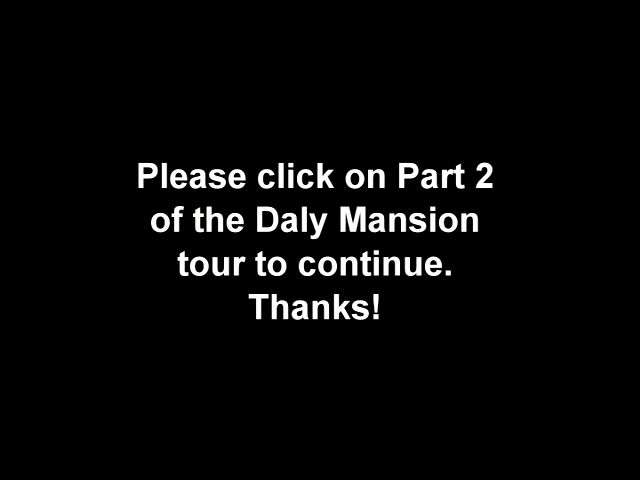 Please click on Part 2
of the Daly Mansion
tour to continue.
Thanks!